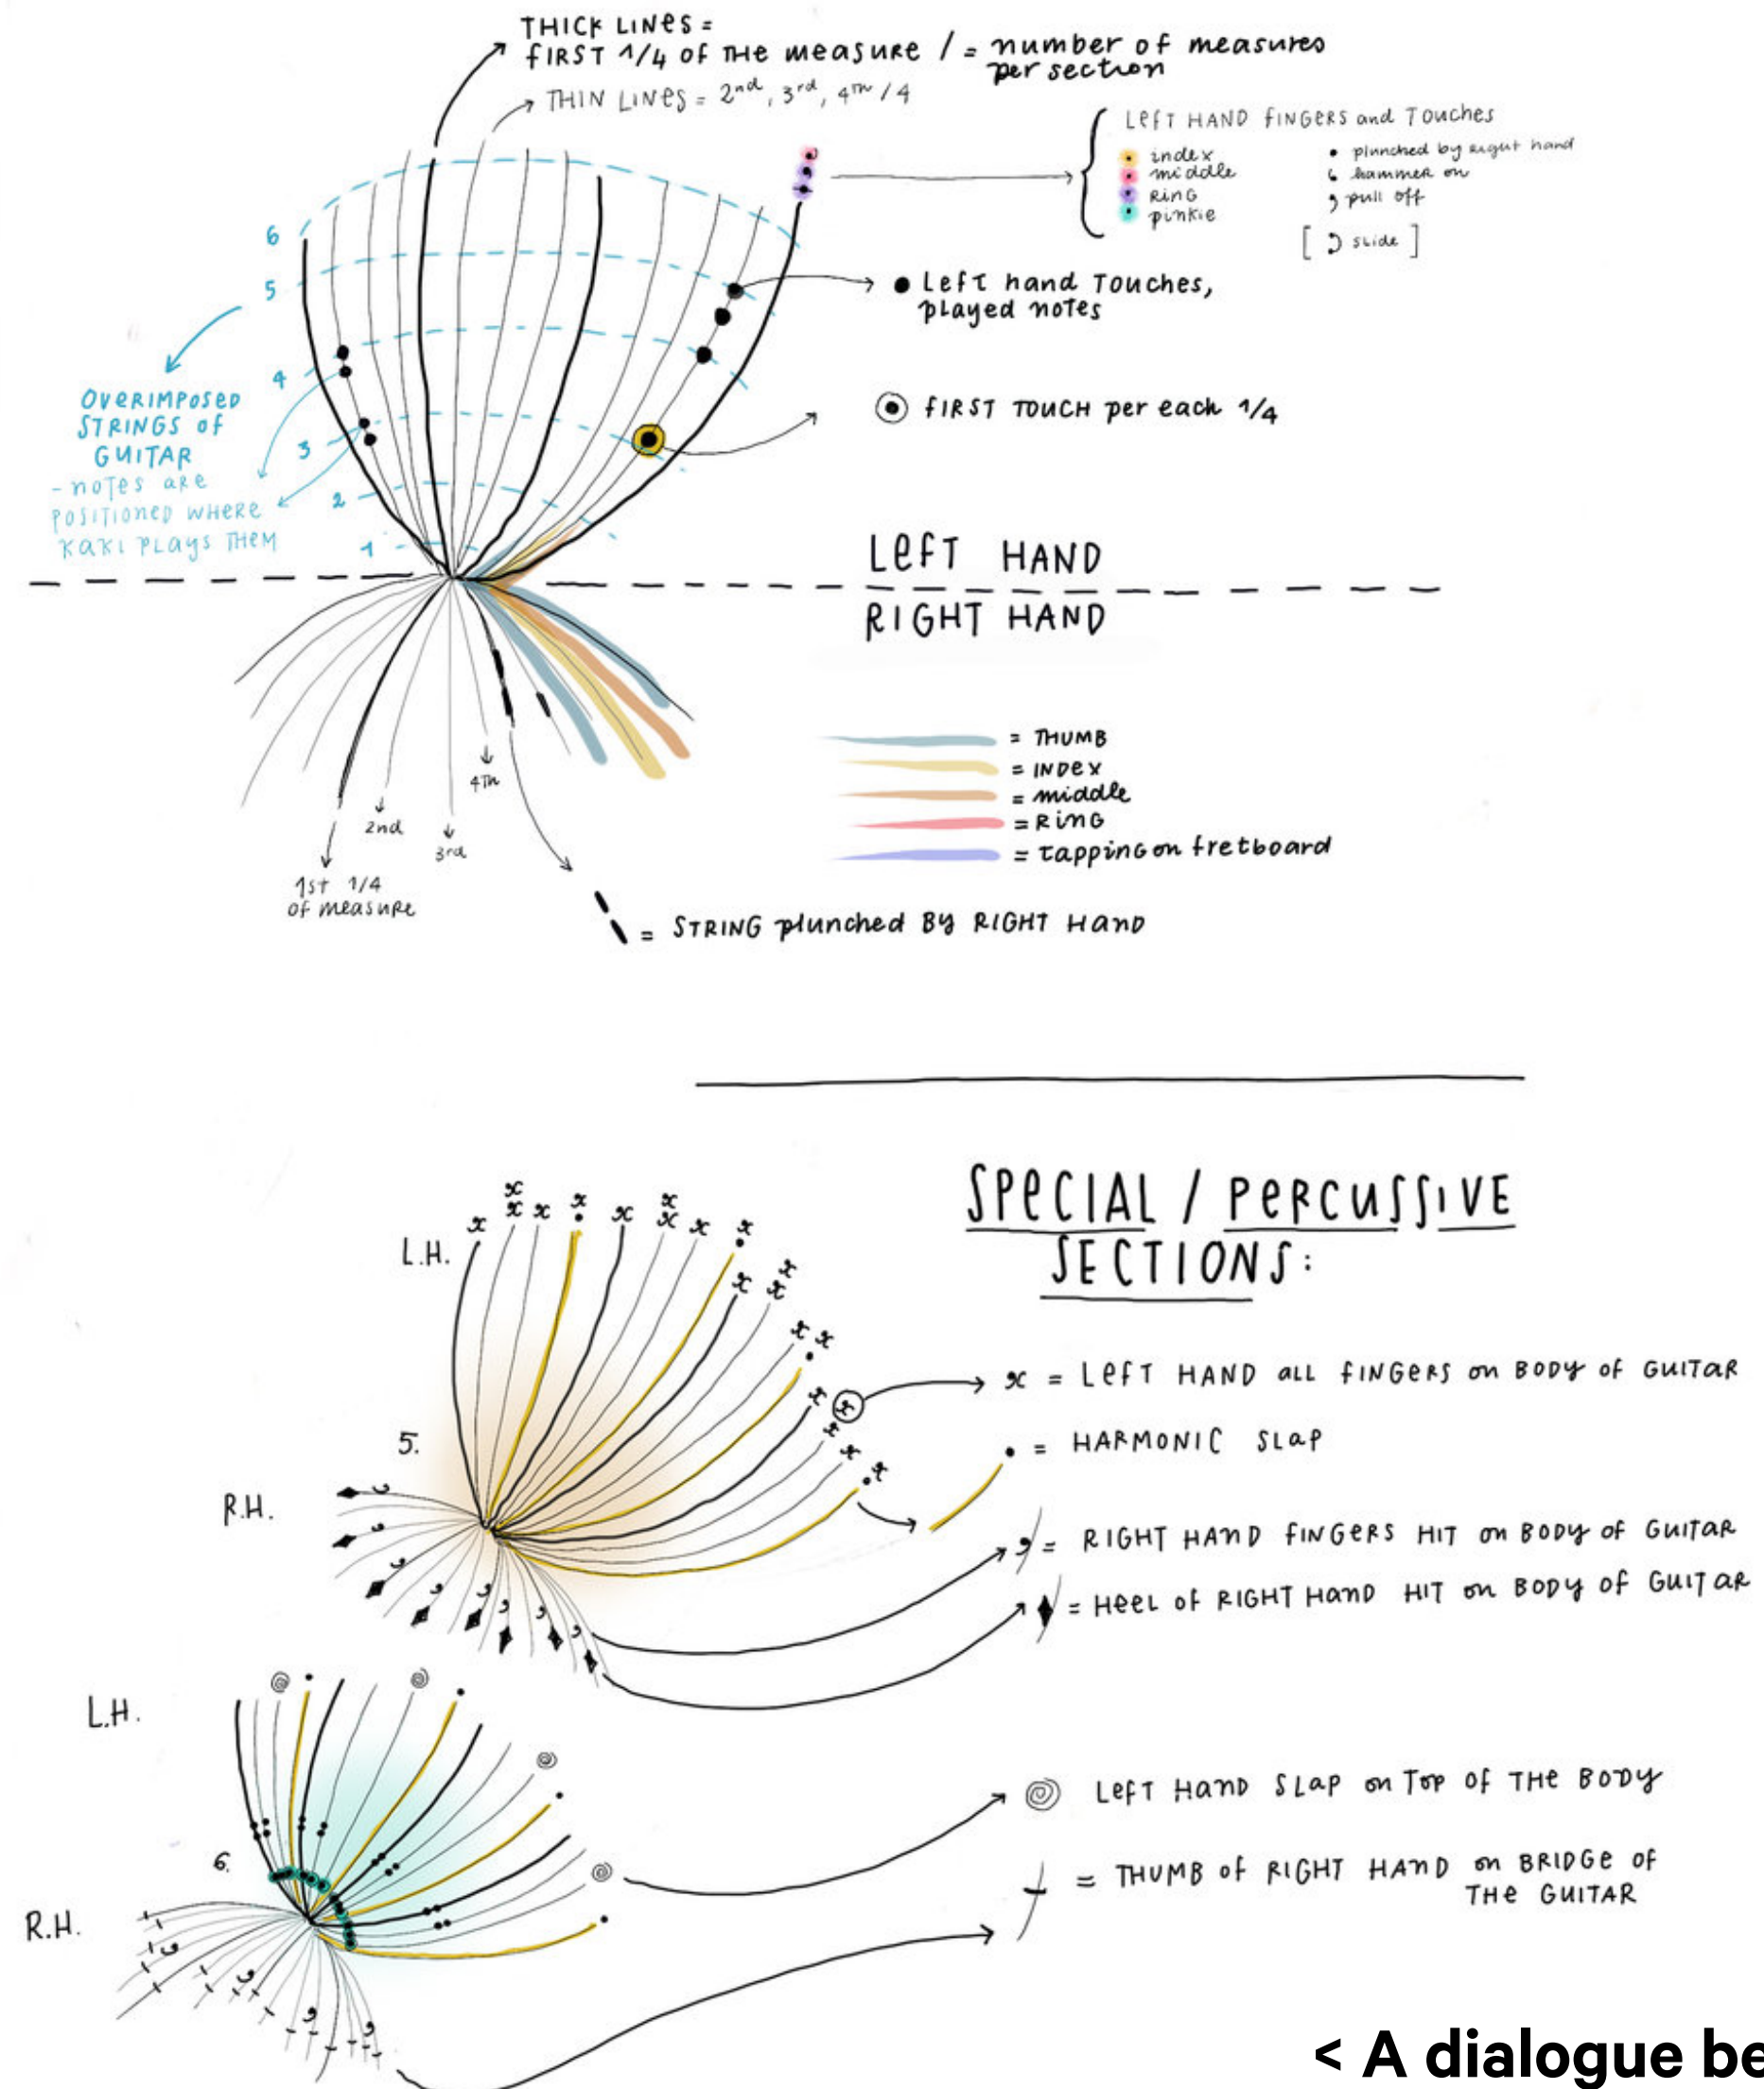 THICK LINES =
FIRST 1/4 OF THE measure / = number of measures
per section
THIN LINES = 2nd, 3rd, 4th / 4
LEFT HAND FINGERS and TOUCHES
index
middle
RING
pinkie
plunched by RIGHT hand
hammer on
pull off
[ slide ]
6
5
4
3
2
1
OVERIMPOSED
STRINGS OF
GUITAR
- NOTES ARE
POSITIONED WHERE
KAKI PLAYS THEM
Left hand Touches,
played notes
FIRST TOUCH per each 1/4
LEFT HAND
RIGHT HAND
= THUMB
= INDEX
= middle
= RING
= tapping on fretboard
4TH
2nd
3rd
1st 1/4
of measure
= STRING plunched BY RIGHT HAND
SPECIAL / PERCUSSIVE
SECTIONS:
L.H.
5.
R.H.
x = LEFT HAND ALL FINGERS on BODY OF GUITAR
• = HARMONIC SLAP
= RIGHT HAND FINGERS HIT on BODY OF GUITAR
= HEEL OF RIGHT HAND HIT on BODY OF GUITAR
L.H.
6.
R.H.
LEFT HAND SLAP on TOP OF THE BODY
= THUMB OF RIGHT HAND on BRIDGE OF
THE GUITAR
< A dialogue be